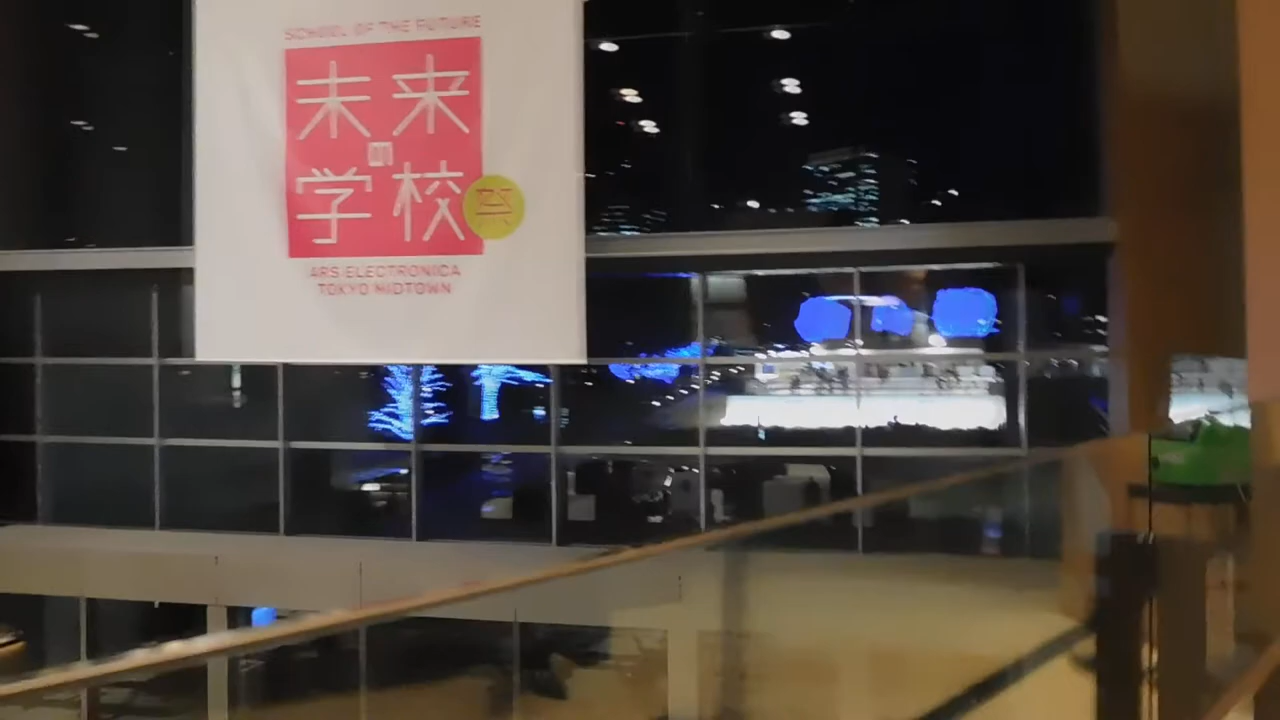 SCHOOL OF THE FUTURE
未来
の
学校
祭
ARS ELECTRONICA
TOKYO MIDTOWN